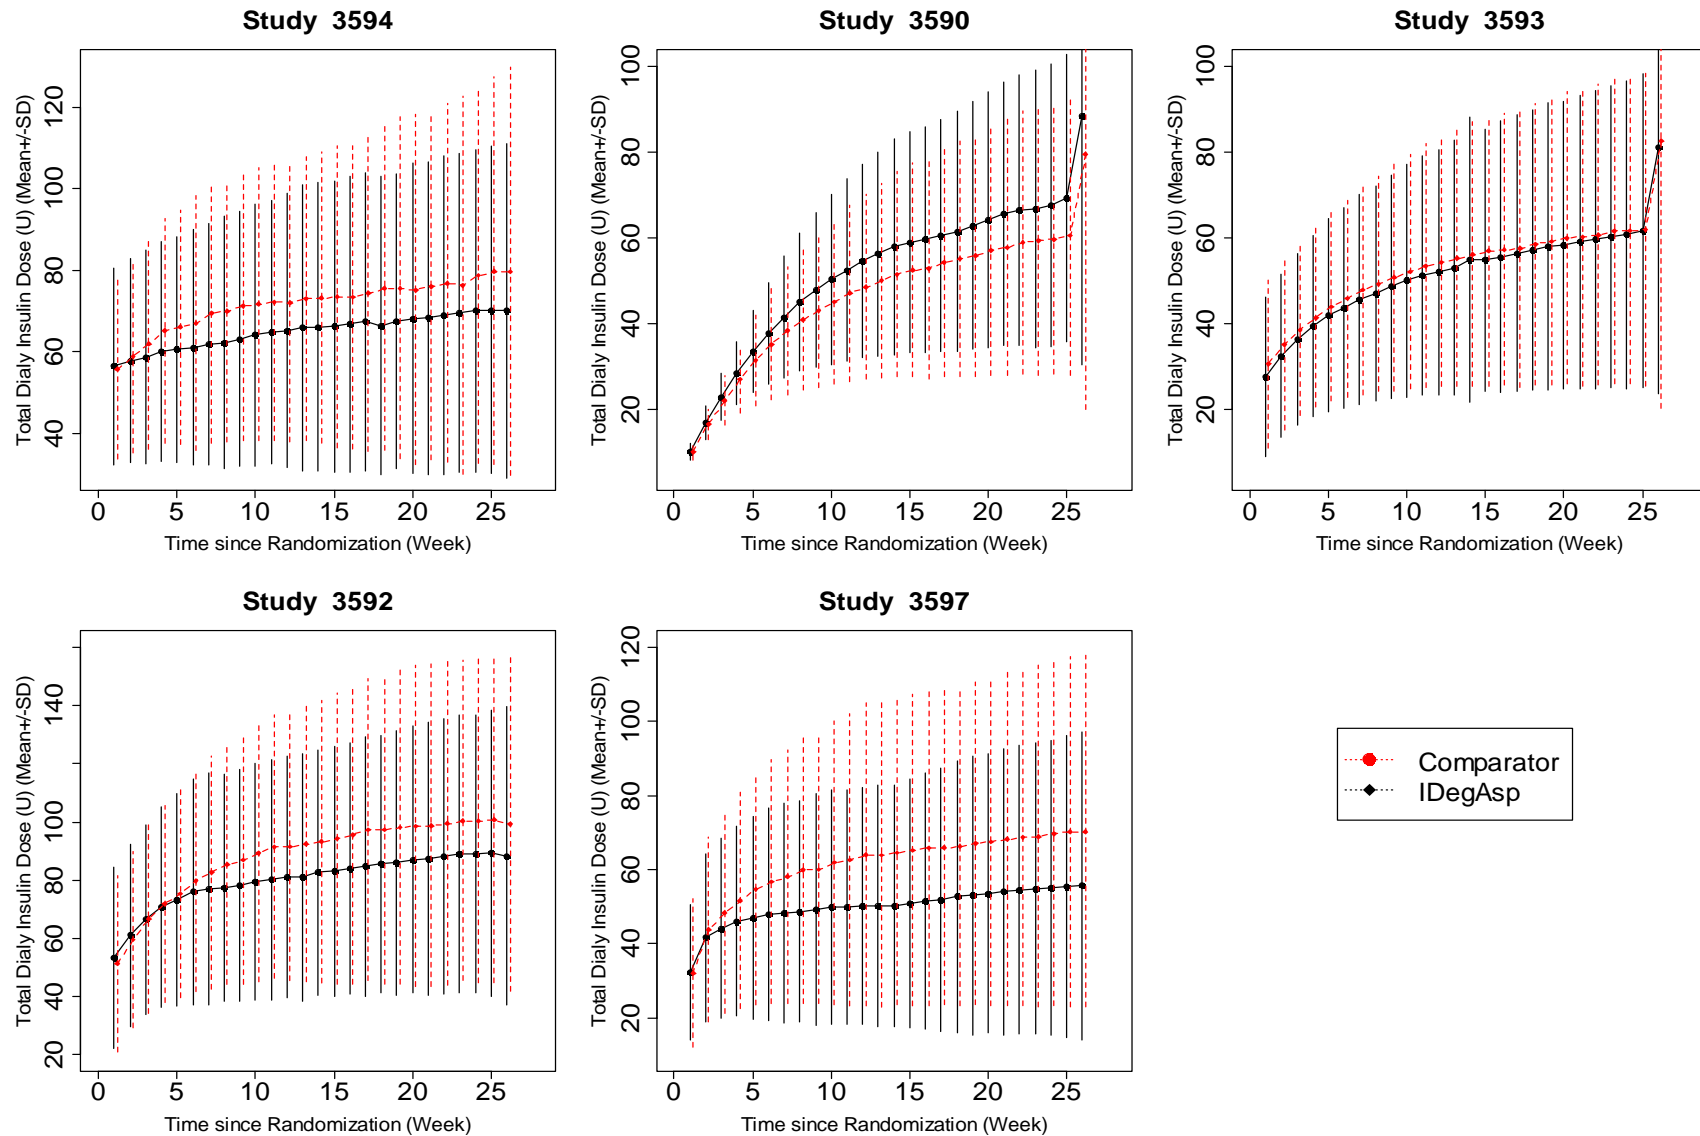 Study 3594
Total Dialy Insulin Dose (U) (Mean+/-SD)
40 60 80 100 120
0 5 10 15 20 25
Time since Randomization (Week)
Study 3590
Total Dialy Insulin Dose (U) (Mean+/-SD)
20 40 60 80 100
0 5 10 15 20 25
Time since Randomization (Week)
Study 3593
Total Dialy Insulin Dose (U) (Mean+/-SD)
20 40 60 80 100
0 5 10 15 20 25
Time since Randomization (Week)
Study 3592
Total Dialy Insulin Dose (U) (Mean+/-SD)
20 40 60 80 100 140
0 5 10 15 20 25
Time since Randomization (Week)
Study 3597
Total Dialy Insulin Dose (U) (Mean+/-SD)
20 40 60 80 100 120
0 5 10 15 20 25
Time since Randomization (Week)
Comparator
IDegAsp